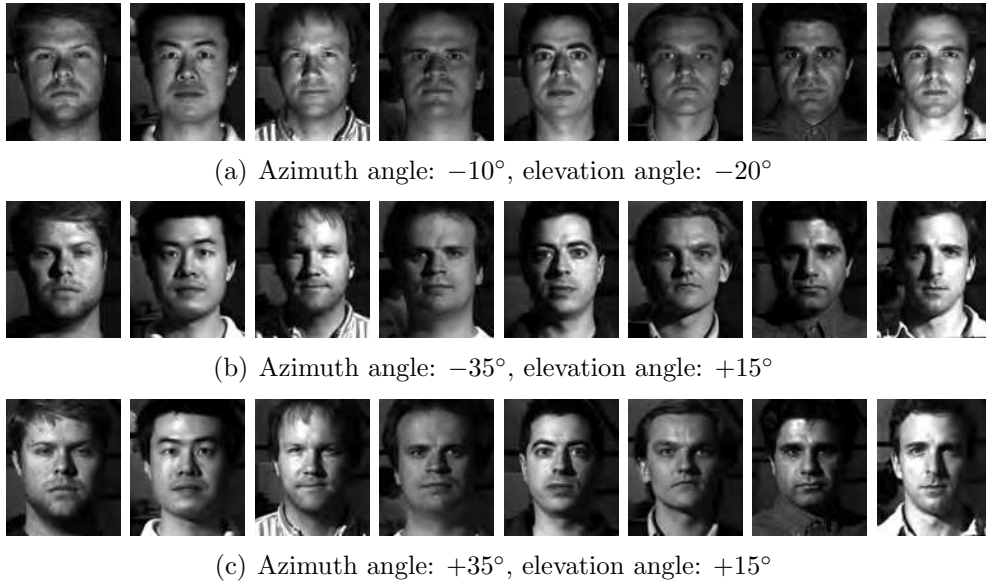 (a) Azimuth angle: −10°, elevation angle: −20°
(b) Azimuth angle: −35°, elevation angle: +15°
(c) Azimuth angle: +35°, elevation angle: +15°